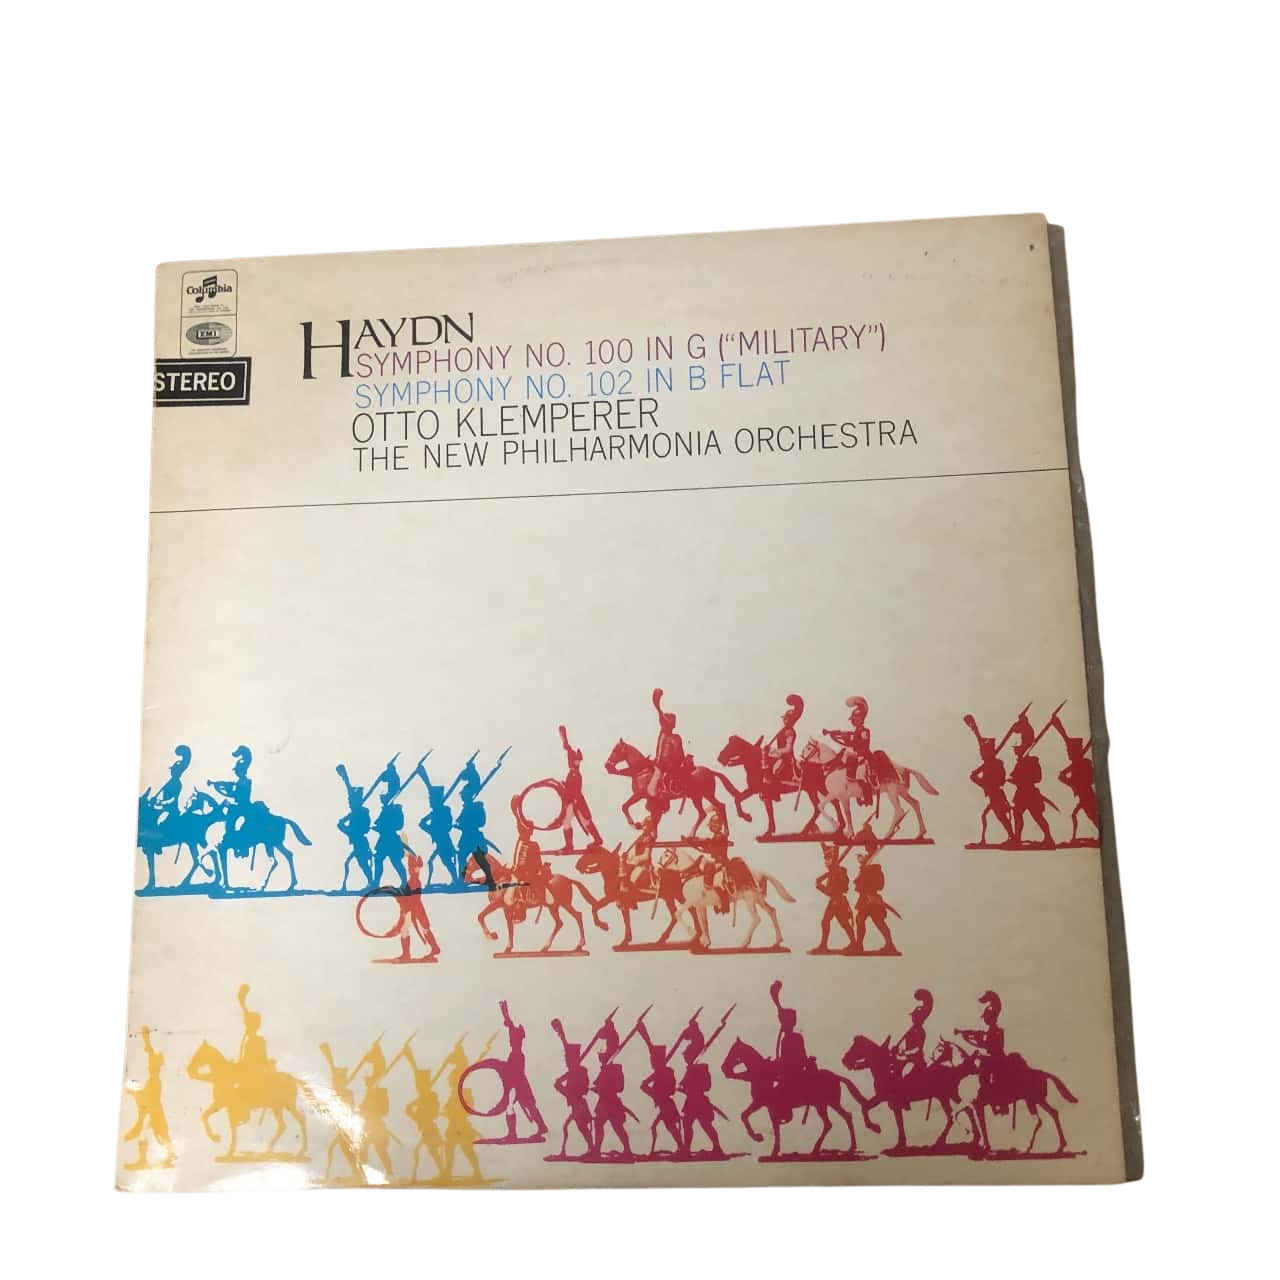 Columbia
EMI
STEREO
HAYDN
SYMPHONY NO. 100 IN G (“MILITARY”)
SYMPHONY NO. 102 IN B FLAT
OTTO KLEMPERER
THE NEW PHILHARMONIA ORCHESTRA